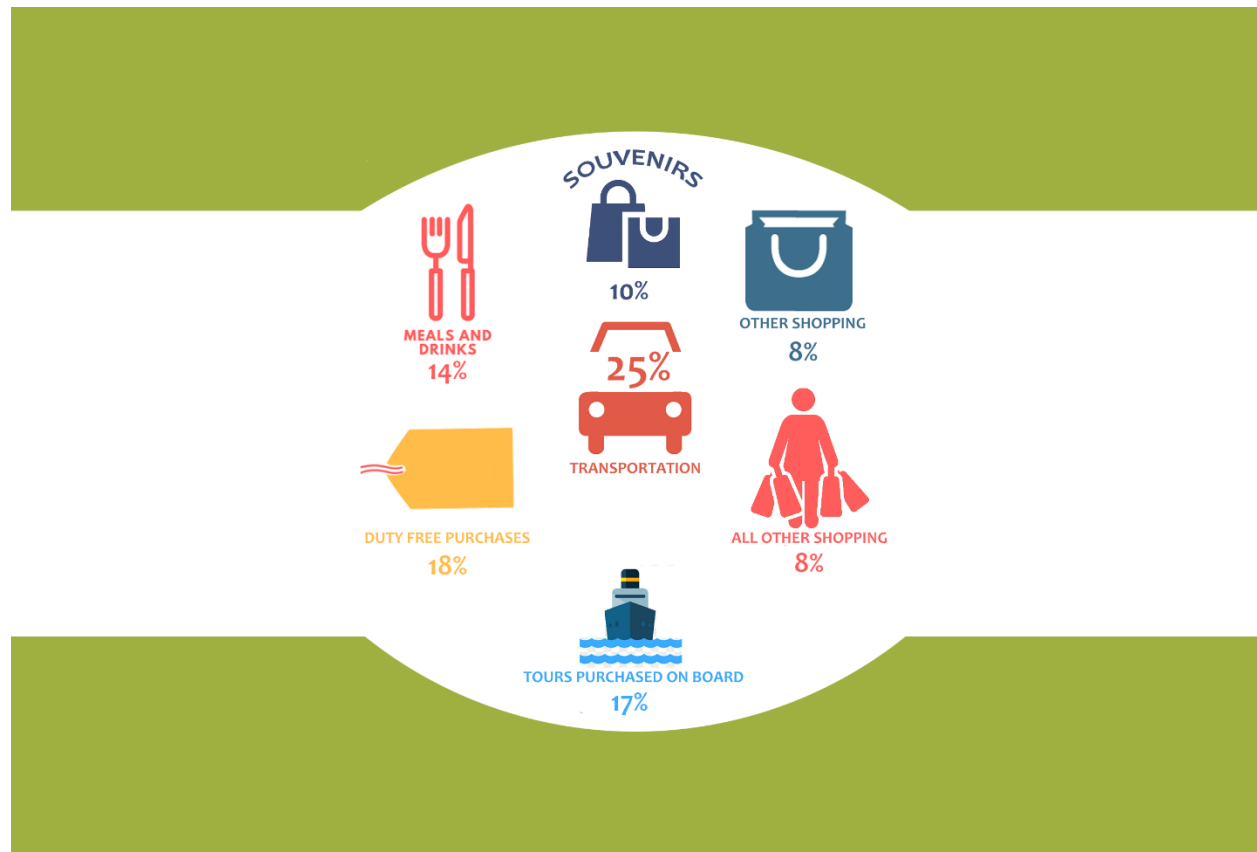 SOUVENIRS
10%
MEALS AND
DRINKS
14%
OTHER SHOPPING
8%
25%
TRANSPORTATION
DUTY FREE PURCHASES
18%
ALL OTHER SHOPPING
8%
TOURS PURCHASED ON BOARD
17%